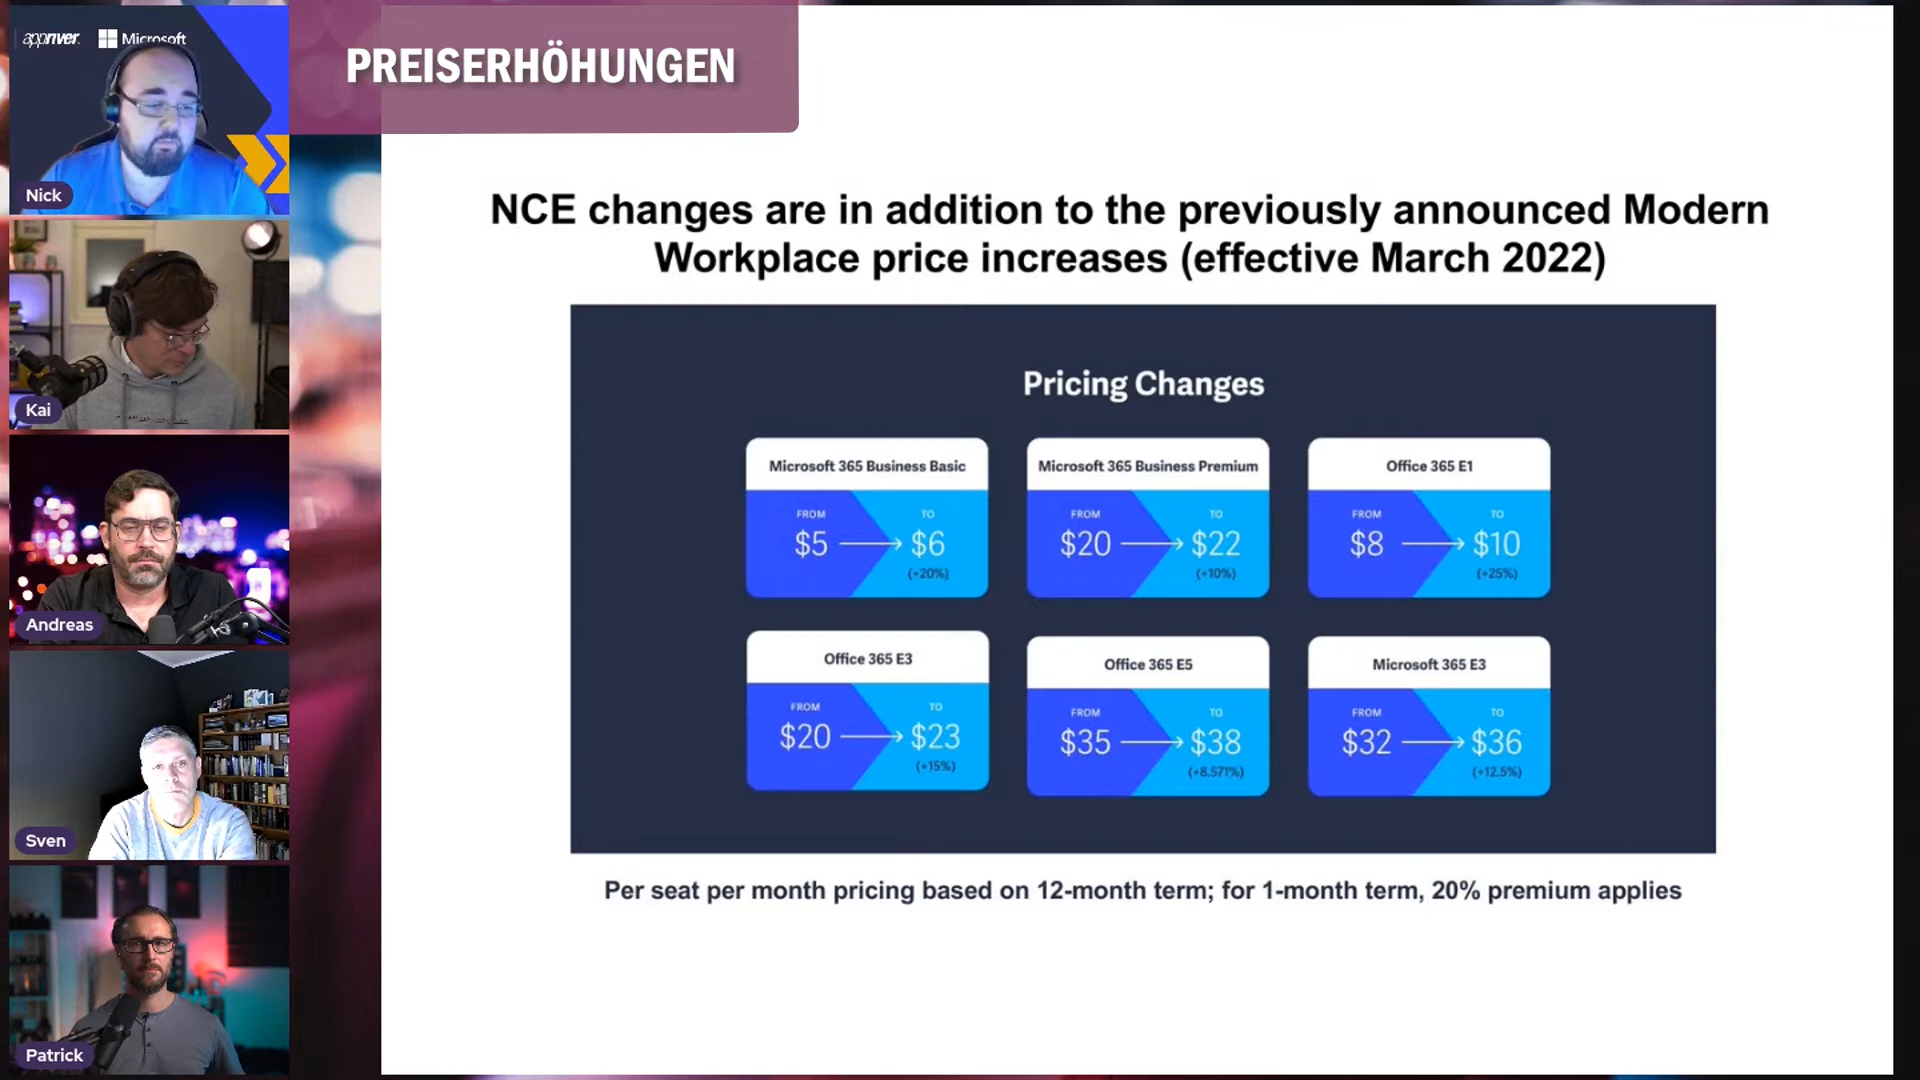 appriver Microsoft
Nick
Kai
Andreas
Sven
Patrick
PREISERHÖHUNGEN
NCE changes are in addition to the previously announced Modern
Workplace price increases (effective March 2022)
Pricing Changes
Microsoft 365 Business Basic
FROM TO
$5 $6
(+20%)
Microsoft 365 Business Premium
FROM TO
$20 $22
(+10%)
Office 365 E1
FROM TO
$8 $10
(+25%)
Office 365 E3
FROM TO
$20 $23
(+15%)
Office 365 E5
FROM TO
$35 $38
(+8.571%)
Microsoft 365 E3
FROM TO
$32 $36
(+12.5%)
Per seat per month pricing based on 12-month term; for 1-month term, 20% premium applies